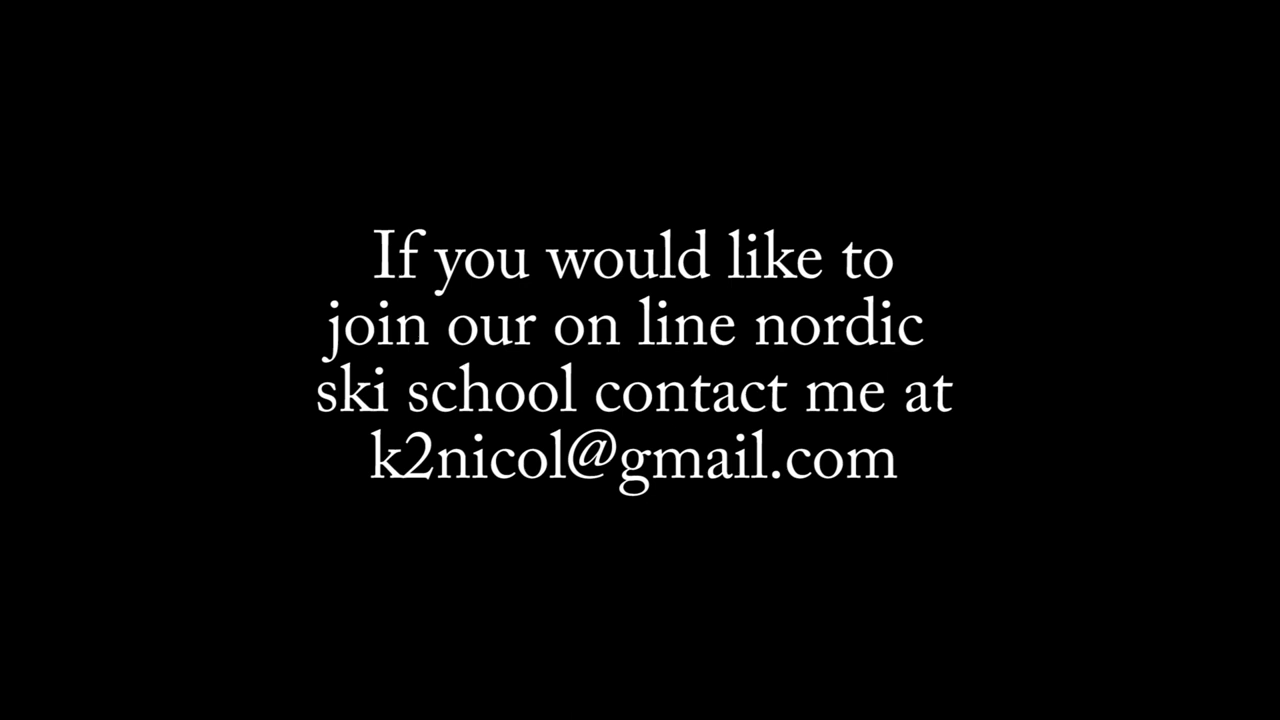 If you would like to
join our on line nordic
ski school contact me at
k2nicol@gmail.com